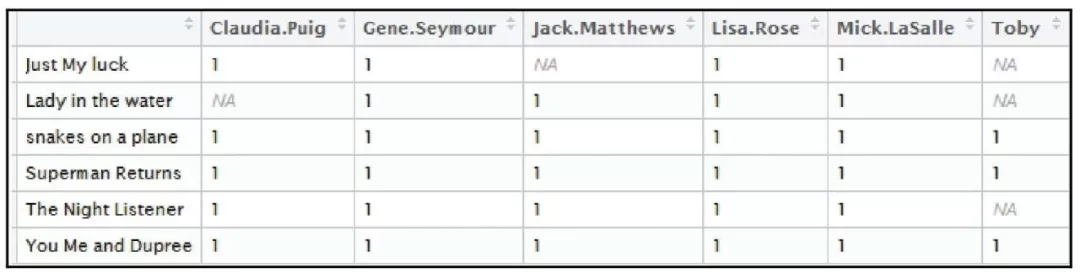 Claudia.Puig Gene.Seymour Jack.Matthews Lisa.Rose Mick.LaSalle Toby
Just My luck 1 1 NA 1 1 NA
Lady in the water NA 1 1 1 1 NA
snakes on a plane 1 1 1 1 1 1
Superman Returns 1 1 1 1 1 1
The Night Listener 1 1 1 1 1 NA
You Me and Dupree 1 1 1 1 1 1